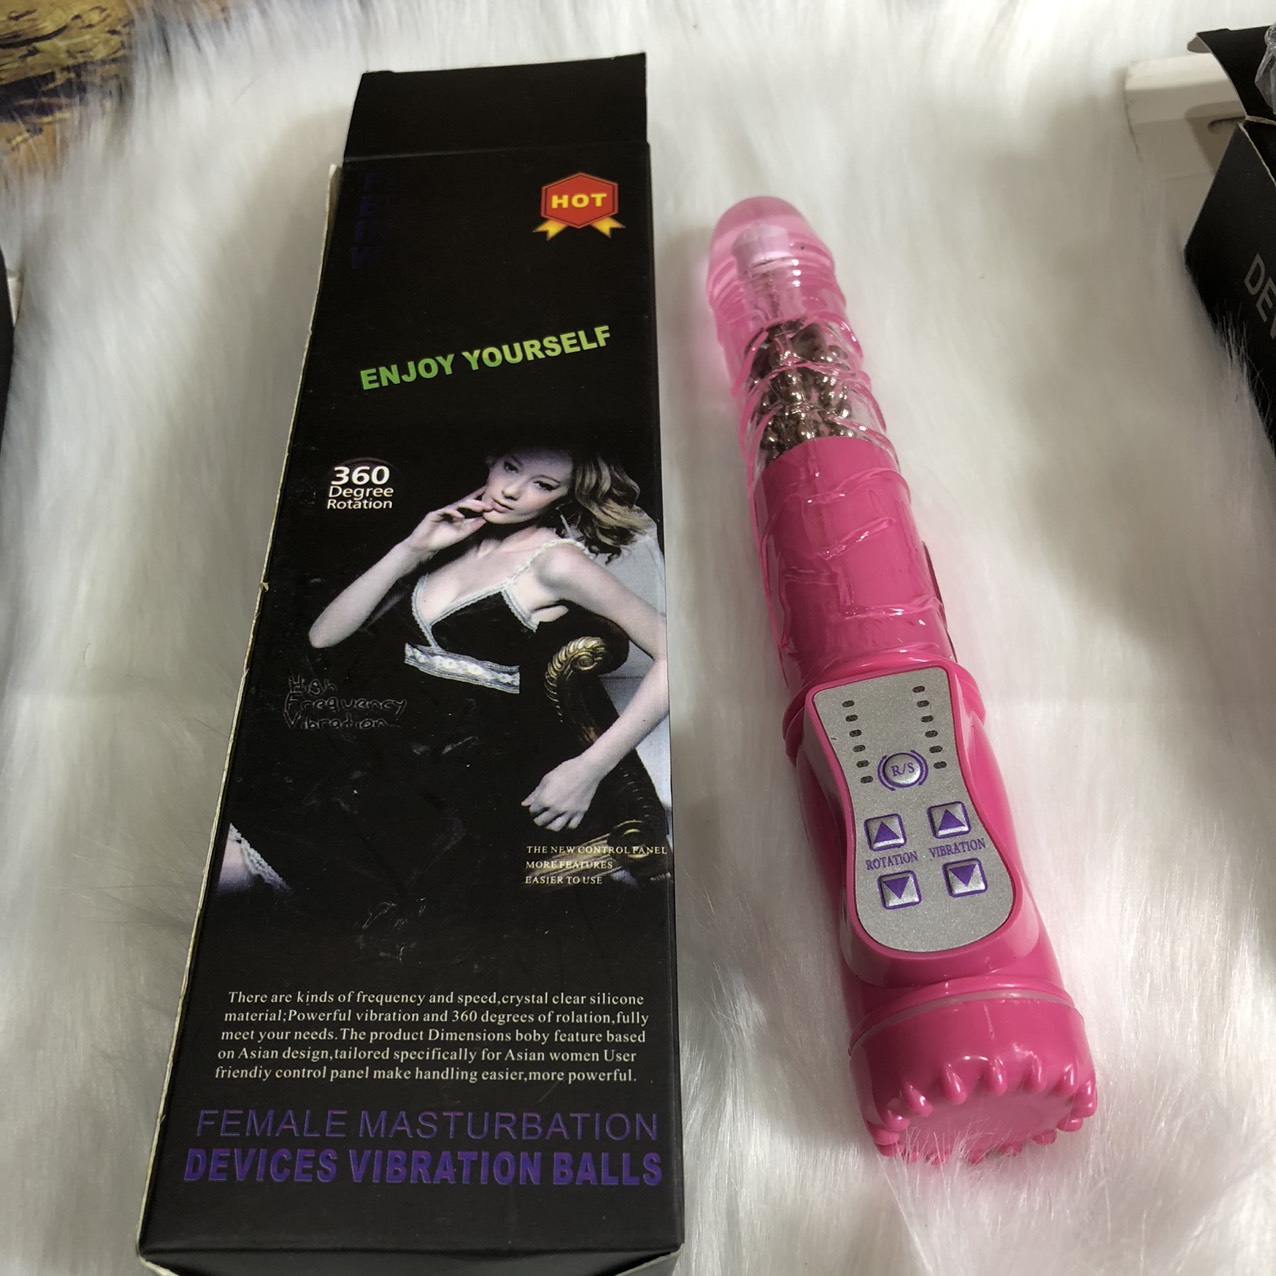 HOT
ENJOY YOURSELF
360
Degree
Rotation
High
Frequency
Vibration
THE NEW CONTROL PANEL
MORE FEATURES
EASIER TO USE
There are kinds of frequency and speed,crystal clear silicone
material;Powerful vibration and 360 degrees of rolation,fully
meet your needs.The product Dimensions boby feature based
on Asian design,tailored specifically for Asian women User
friendiy control panel make handling easier,more powerful.
FEMALE MASTURBATION
DEVICES VIBRATION BALLS
R/S
ROTATION VIBRATION